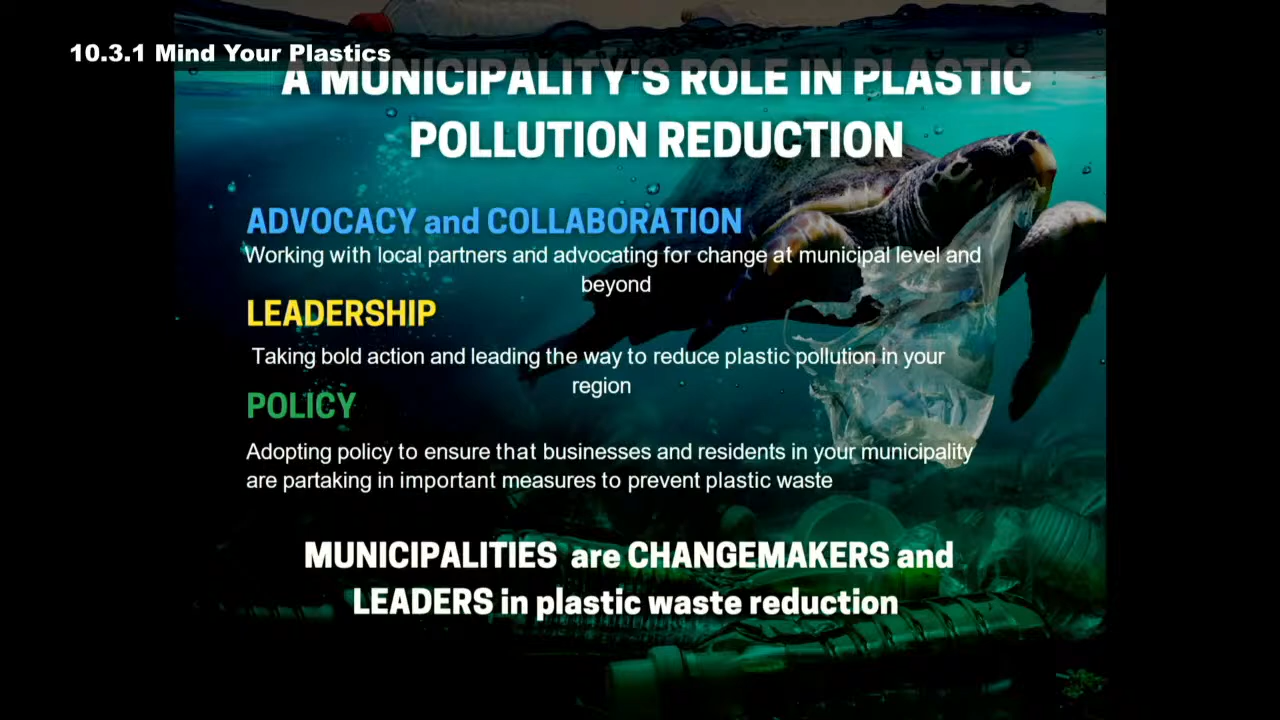 10.3.1 Mind Your Plastics
A MUNICIPALITY'S ROLE IN PLASTIC
POLLUTION REDUCTION
ADVOCACY and COLLABORATION
Working with local partners and advocating for change at municipal level and
beyond
LEADERSHIP
Taking bold action and leading the way to reduce plastic pollution in your
region
POLICY
Adopting policy to ensure that businesses and residents in your municipality
are partaking in important measures to prevent plastic waste
MUNICIPALITIES are CHANGEMAKERS and
LEADERS in plastic waste reduction